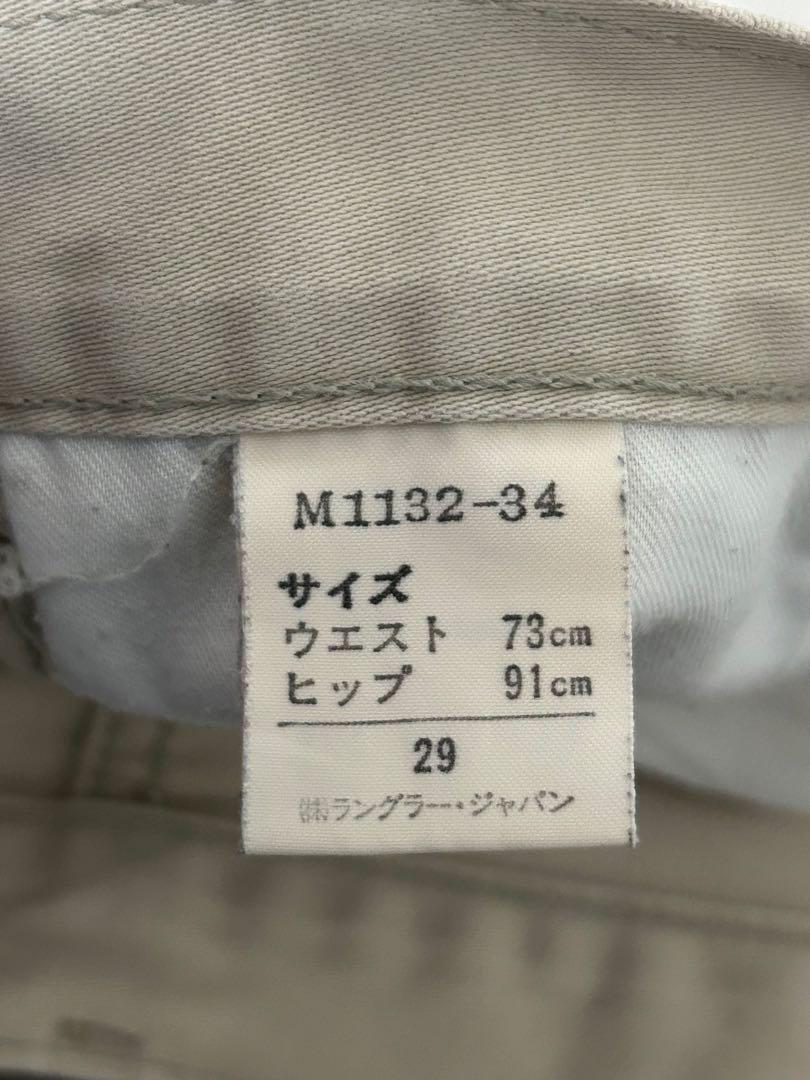 M1132-34
サイズ
ウエスト 73cm
ヒップ 91cm
29
㈱ラングラー・ジャパン